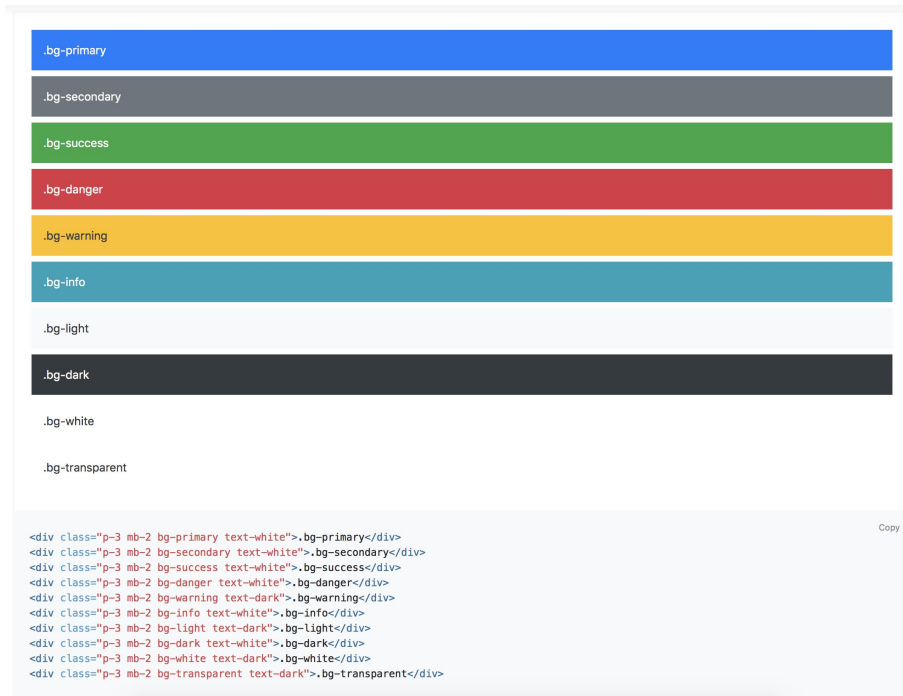 .bg-primary
.bg-secondary
.bg-success
.bg-danger
.bg-warning
.bg-info
.bg-light
.bg-dark
.bg-white
.bg-transparent
Copy
<div class="p-3 mb-2 bg-primary text-white">.bg-primary</div>
<div class="p-3 mb-2 bg-secondary text-white">.bg-secondary</div>
<div class="p-3 mb-2 bg-success text-white">.bg-success</div>
<div class="p-3 mb-2 bg-danger text-white">.bg-danger</div>
<div class="p-3 mb-2 bg-warning text-dark">.bg-warning</div>
<div class="p-3 mb-2 bg-info text-white">.bg-info</div>
<div class="p-3 mb-2 bg-light text-dark">.bg-light</div>
<div class="p-3 mb-2 bg-dark text-white">.bg-dark</div>
<div class="p-3 mb-2 bg-white text-dark">.bg-white</div>
<div class="p-3 mb-2 bg-transparent text-dark">.bg-transparent</div>